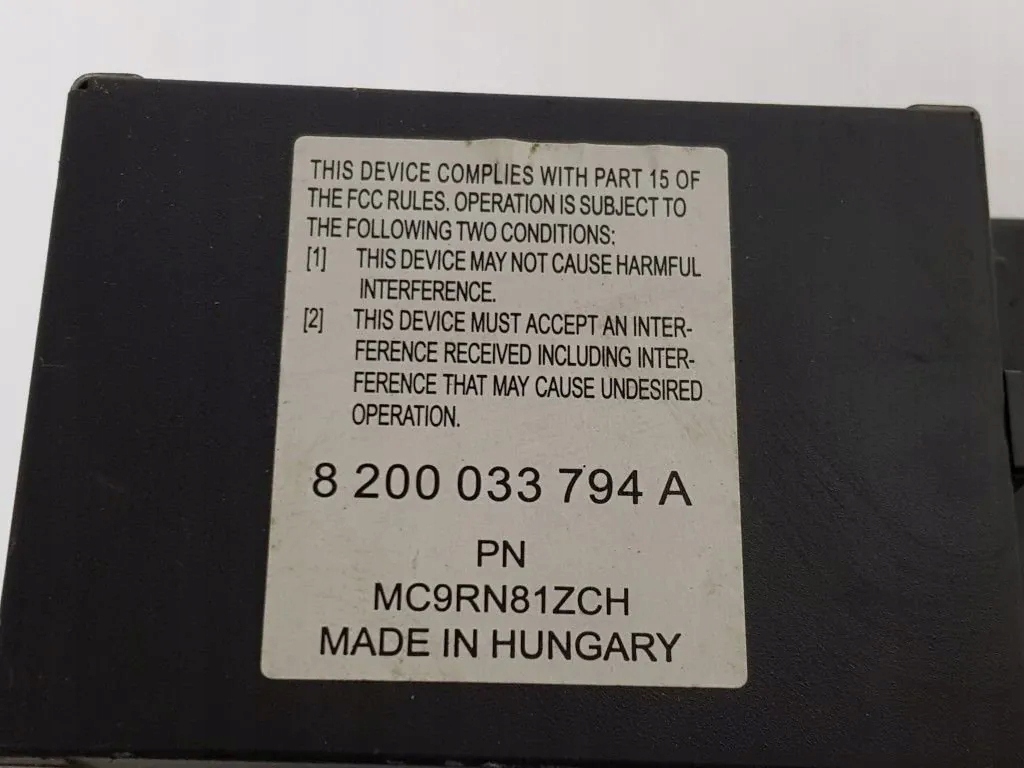 THIS DEVICE COMPLIES WITH PART 15 OF
THE FCC RULES. OPERATION IS SUBJECT TO
THE FOLLOWING TWO CONDITIONS:
[1] THIS DEVICE MAY NOT CAUSE HARMFUL
INTERFERENCE.
[2] THIS DEVICE MUST ACCEPT AN INTER-
FERENCE RECEIVED INCLUDING INTER-
FERENCE THAT MAY CAUSE UNDESIRED
OPERATION.
8 200 033 794 A
PN
MC9RN81ZCH
MADE IN HUNGARY